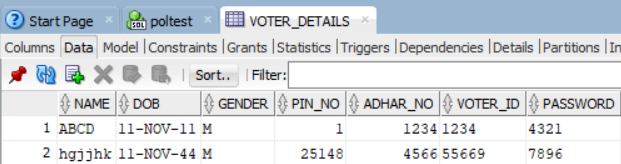 Start Page poltest VOTER_DETAILS
Columns Data Model Constraints Grants Statistics Triggers Dependencies Details Partitions In
Sort.. Filter:
NAME DOB GENDER PIN_NO ADHAR_NO VOTER_ID PASSWORD
1 ABCD 11-NOV-11 M 1 1234 1234 4321
2 hgjjhk 11-NOV-44 M 25148 4566 55669 7896